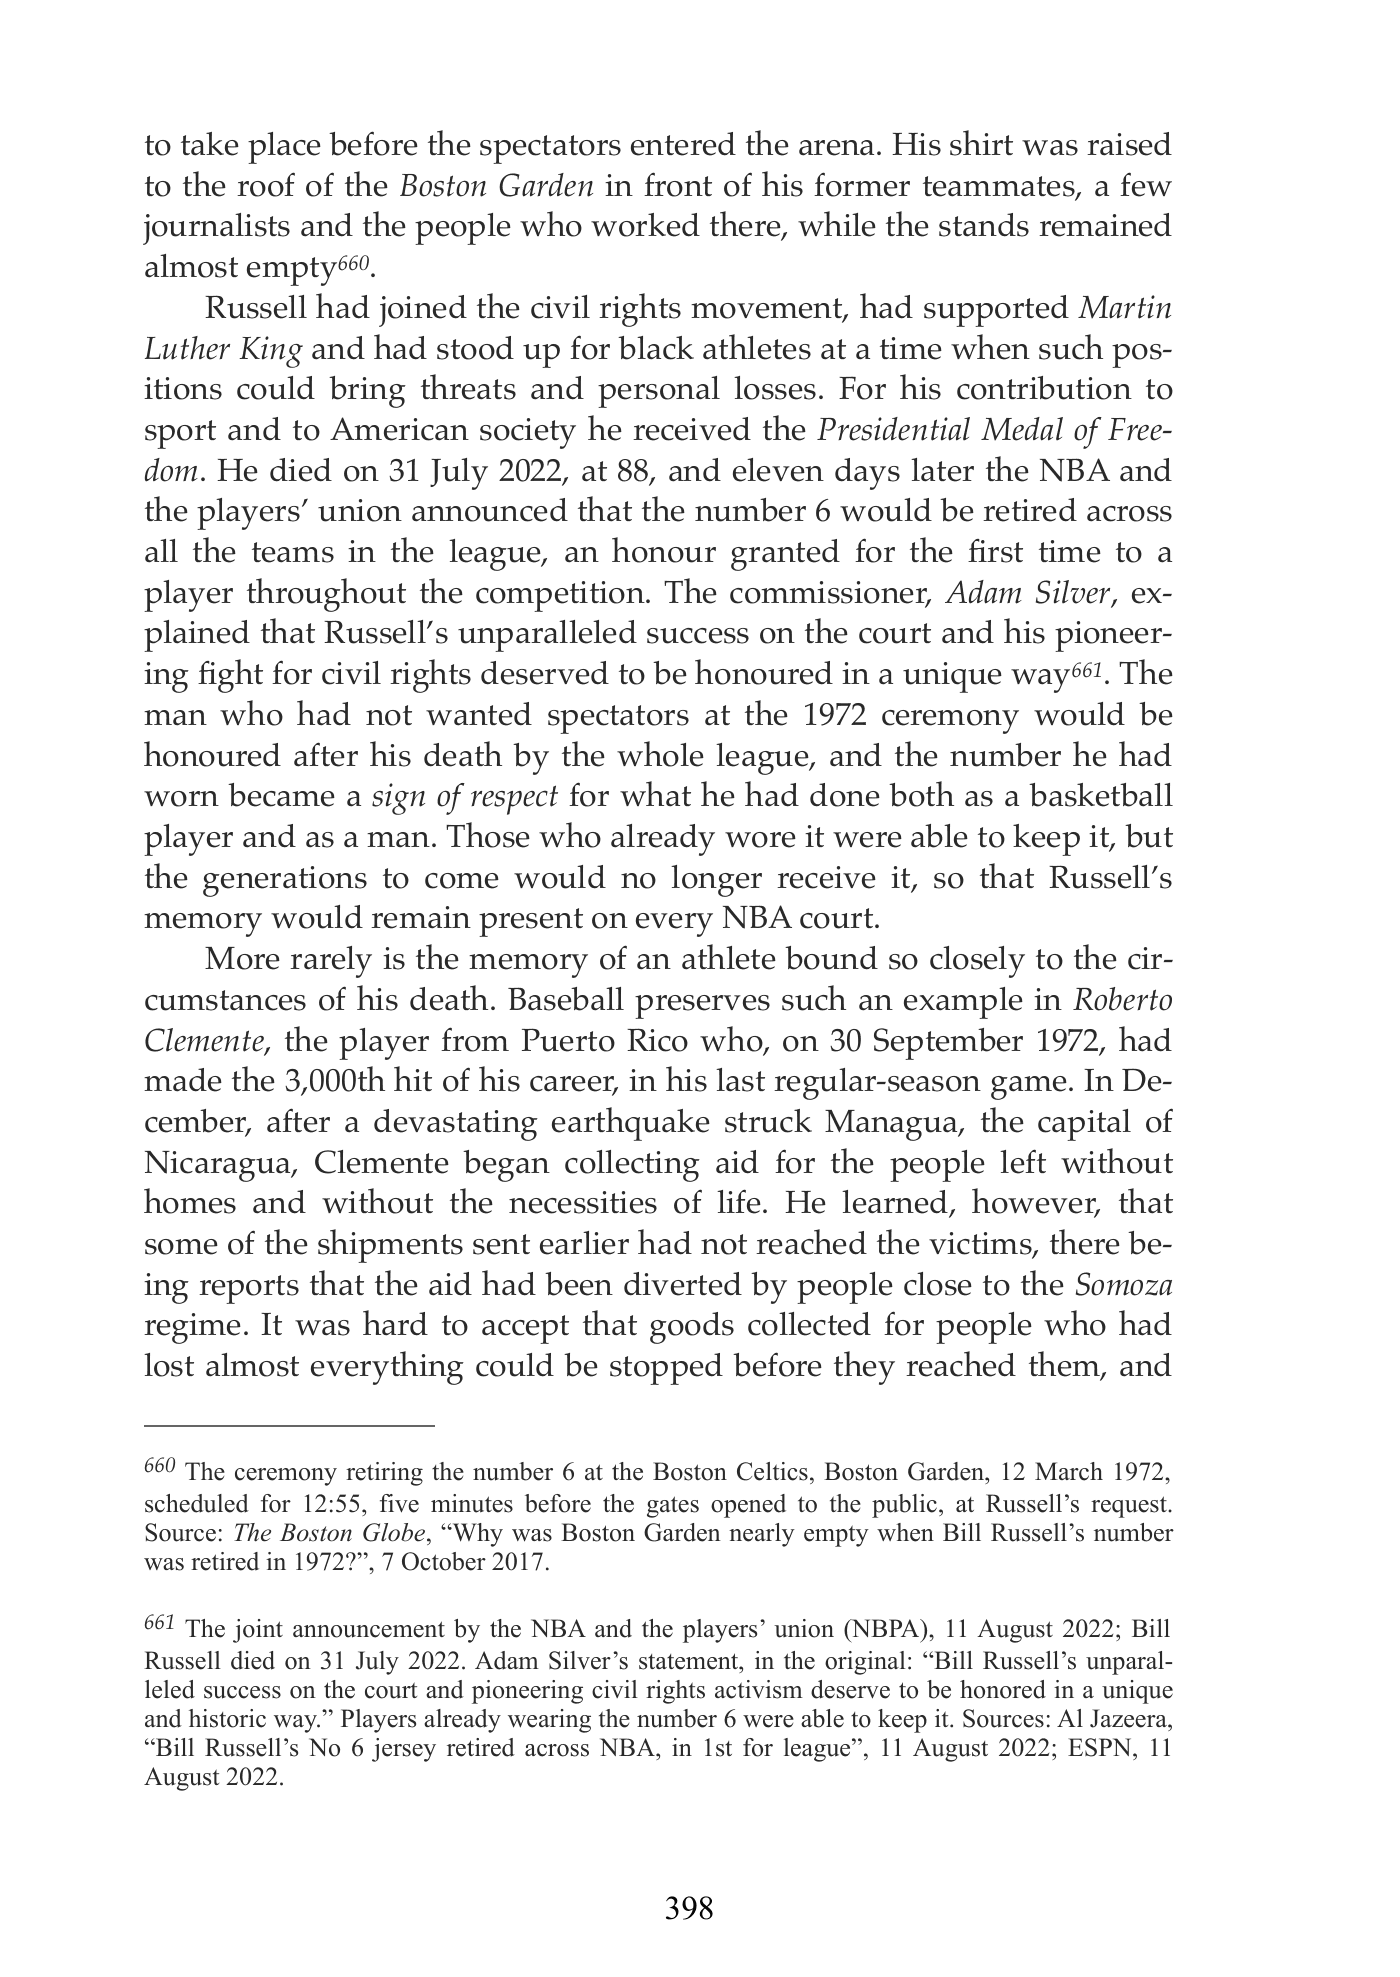 to take place before the spectators entered the arena. His shirt was raised
to the roof of the Boston Garden in front of his former teammates, a few
journalists and the people who worked there, while the stands remained
almost empty660.
Russell had joined the civil rights movement, had supported Martin
Luther King and had stood up for black athletes at a time when such pos-
itions could bring threats and personal losses. For his contribution to
sport and to American society he received the Presidential Medal of Free-
dom. He died on 31 July 2022, at 88, and eleven days later the NBA and
the players’ union announced that the number 6 would be retired across
all the teams in the league, an honour granted for the first time to a
player throughout the competition. The commissioner, Adam Silver, ex-
plained that Russell’s unparalleled success on the court and his pioneer-
ing fight for civil rights deserved to be honoured in a unique way661. The
man who had not wanted spectators at the 1972 ceremony would be
honoured after his death by the whole league, and the number he had
worn became a sign of respect for what he had done both as a basketball
player and as a man. Those who already wore it were able to keep it, but
the generations to come would no longer receive it, so that Russell’s
memory would remain present on every NBA court.
More rarely is the memory of an athlete bound so closely to the cir-
cumstances of his death. Baseball preserves such an example in Roberto
Clemente, the player from Puerto Rico who, on 30 September 1972, had
made the 3,000th hit of his career, in his last regular-season game. In De-
cember, after a devastating earthquake struck Managua, the capital of
Nicaragua, Clemente began collecting aid for the people left without
homes and without the necessities of life. He learned, however, that
some of the shipments sent earlier had not reached the victims, there be-
ing reports that the aid had been diverted by people close to the Somoza
regime. It was hard to accept that goods collected for people who had
lost almost everything could be stopped before they reached them, and
660 The ceremony retiring the number 6 at the Boston Celtics, Boston Garden, 12 March 1972,
scheduled for 12:55, five minutes before the gates opened to the public, at Russell’s request.
Source: The Boston Globe, “Why was Boston Garden nearly empty when Bill Russell’s number
was retired in 1972?”, 7 October 2017.
661 The joint announcement by the NBA and the players’ union (NBPA), 11 August 2022; Bill
Russell died on 31 July 2022. Adam Silver’s statement, in the original: “Bill Russell’s unparal-
leled success on the court and pioneering civil rights activism deserve to be honored in a unique
and historic way.” Players already wearing the number 6 were able to keep it. Sources: Al Jazeera,
“Bill Russell’s No 6 jersey retired across NBA, in 1st for league”, 11 August 2022; ESPN, 11
August 2022.
398